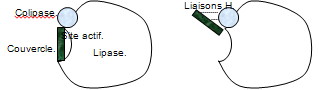 Colipase.
Site actif.
Couvercle.
Lipase.
Liaisons H.